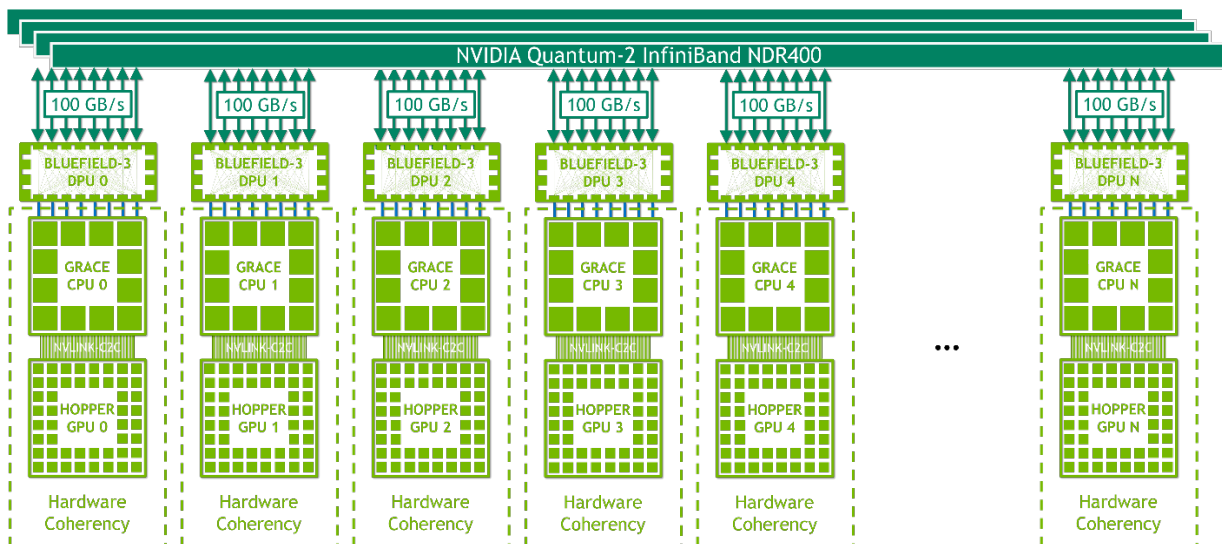 NVIDIA Quantum-2 InfiniBand NDR400
100 GB/s
100 GB/s
100 GB/s
100 GB/s
100 GB/s
100 GB/s
BLUEFIELD-3
DPU 0
BLUEFIELD-3
DPU 1
BLUEFIELD-3
DPU 2
BLUEFIELD-3
DPU 3
BLUEFIELD-3
DPU 4
BLUEFIELD-3
DPU N
GRACE
CPU 0
GRACE
CPU 1
GRACE
CPU 2
GRACE
CPU 3
GRACE
CPU 4
GRACE
CPU N
NVLINK-C2C
NVLINK-C2C
NVLINK-C2C
NVLINK-C2C
NVLINK-C2C
...
NVLINK-C2C
HOPPER
GPU 0
HOPPER
GPU 1
HOPPER
GPU 2
HOPPER
GPU 3
HOPPER
GPU 4
HOPPER
GPU N
Hardware
Coherency
Hardware
Coherency
Hardware
Coherency
Hardware
Coherency
Hardware
Coherency
Hardware
Coherency